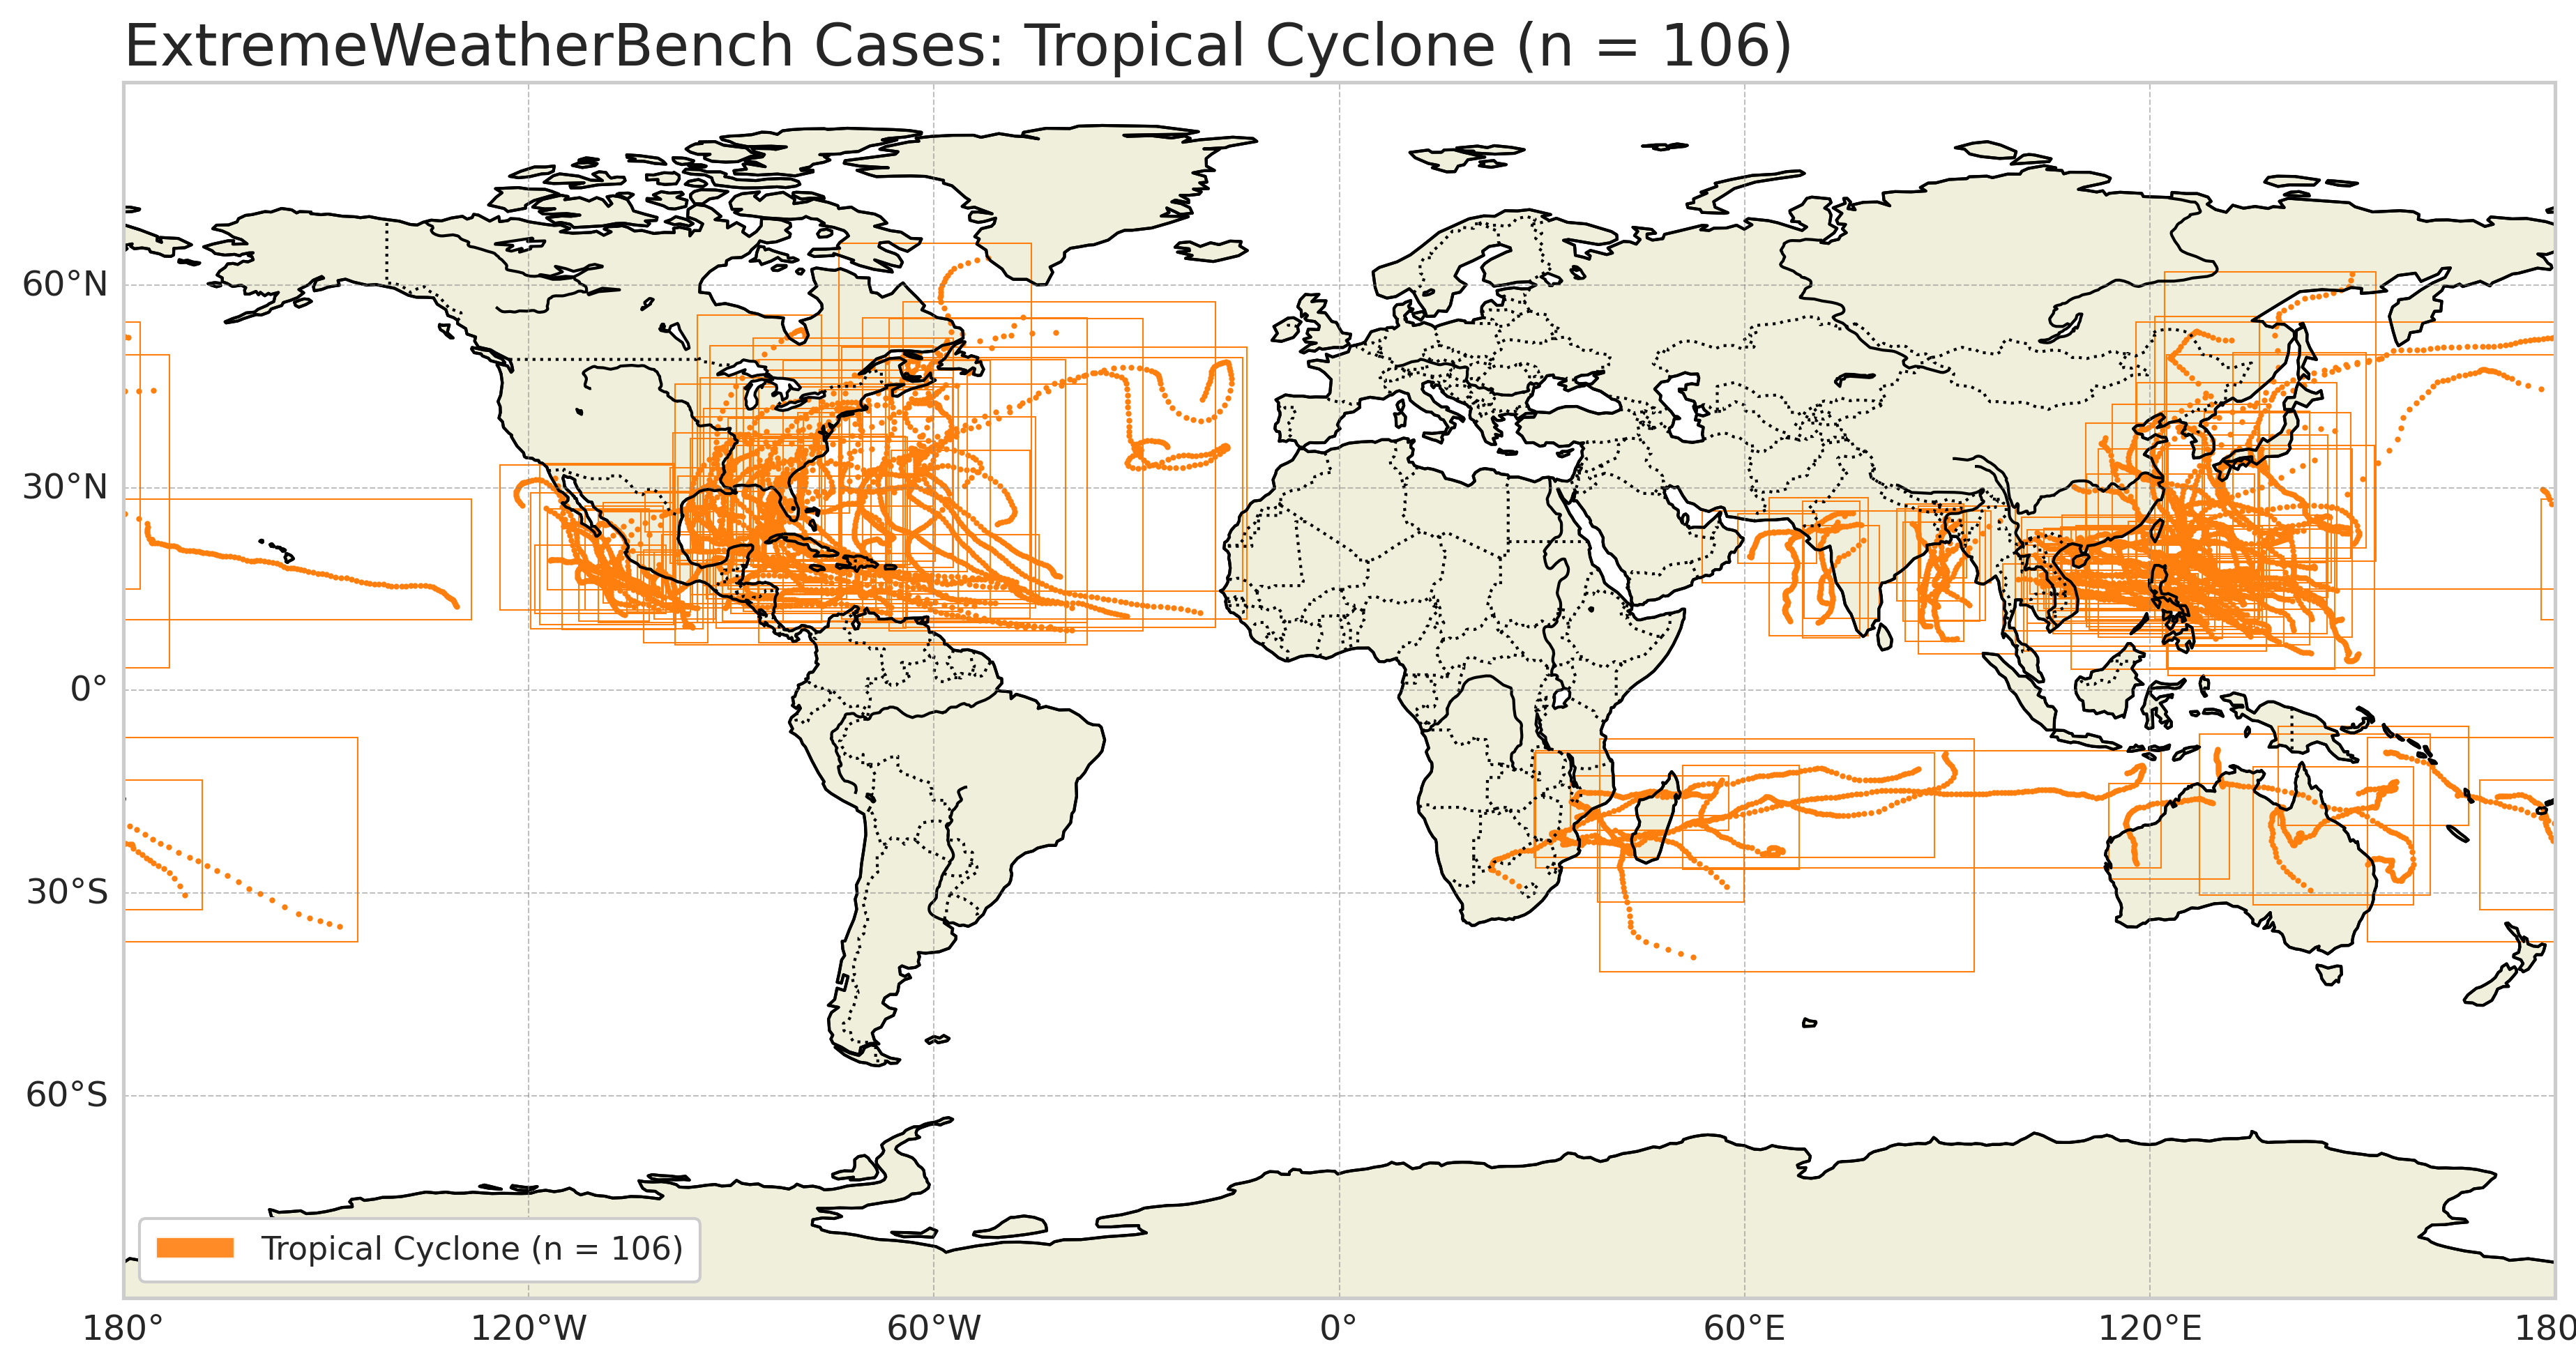 ExtremeWeatherBench Cases: Tropical Cyclone (n = 106)
60°N
30°N
0°
30°S
60°S
Tropical Cyclone (n = 106)
180°
120°W
60°W
0°
60°E
120°E
180